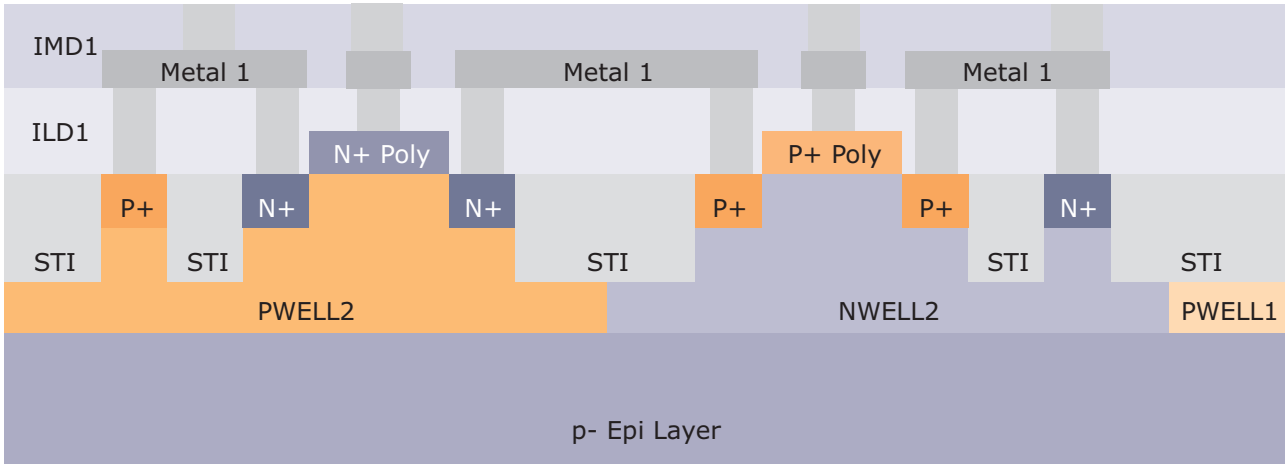 IMD1
Metal 1
Metal 1
Metal 1
ILD1
N+ Poly
P+ Poly
P+
N+
N+
P+
P+
N+
STI
STI
STI
STI
STI
PWELL2
NWELL2
PWELL1
p- Epi Layer